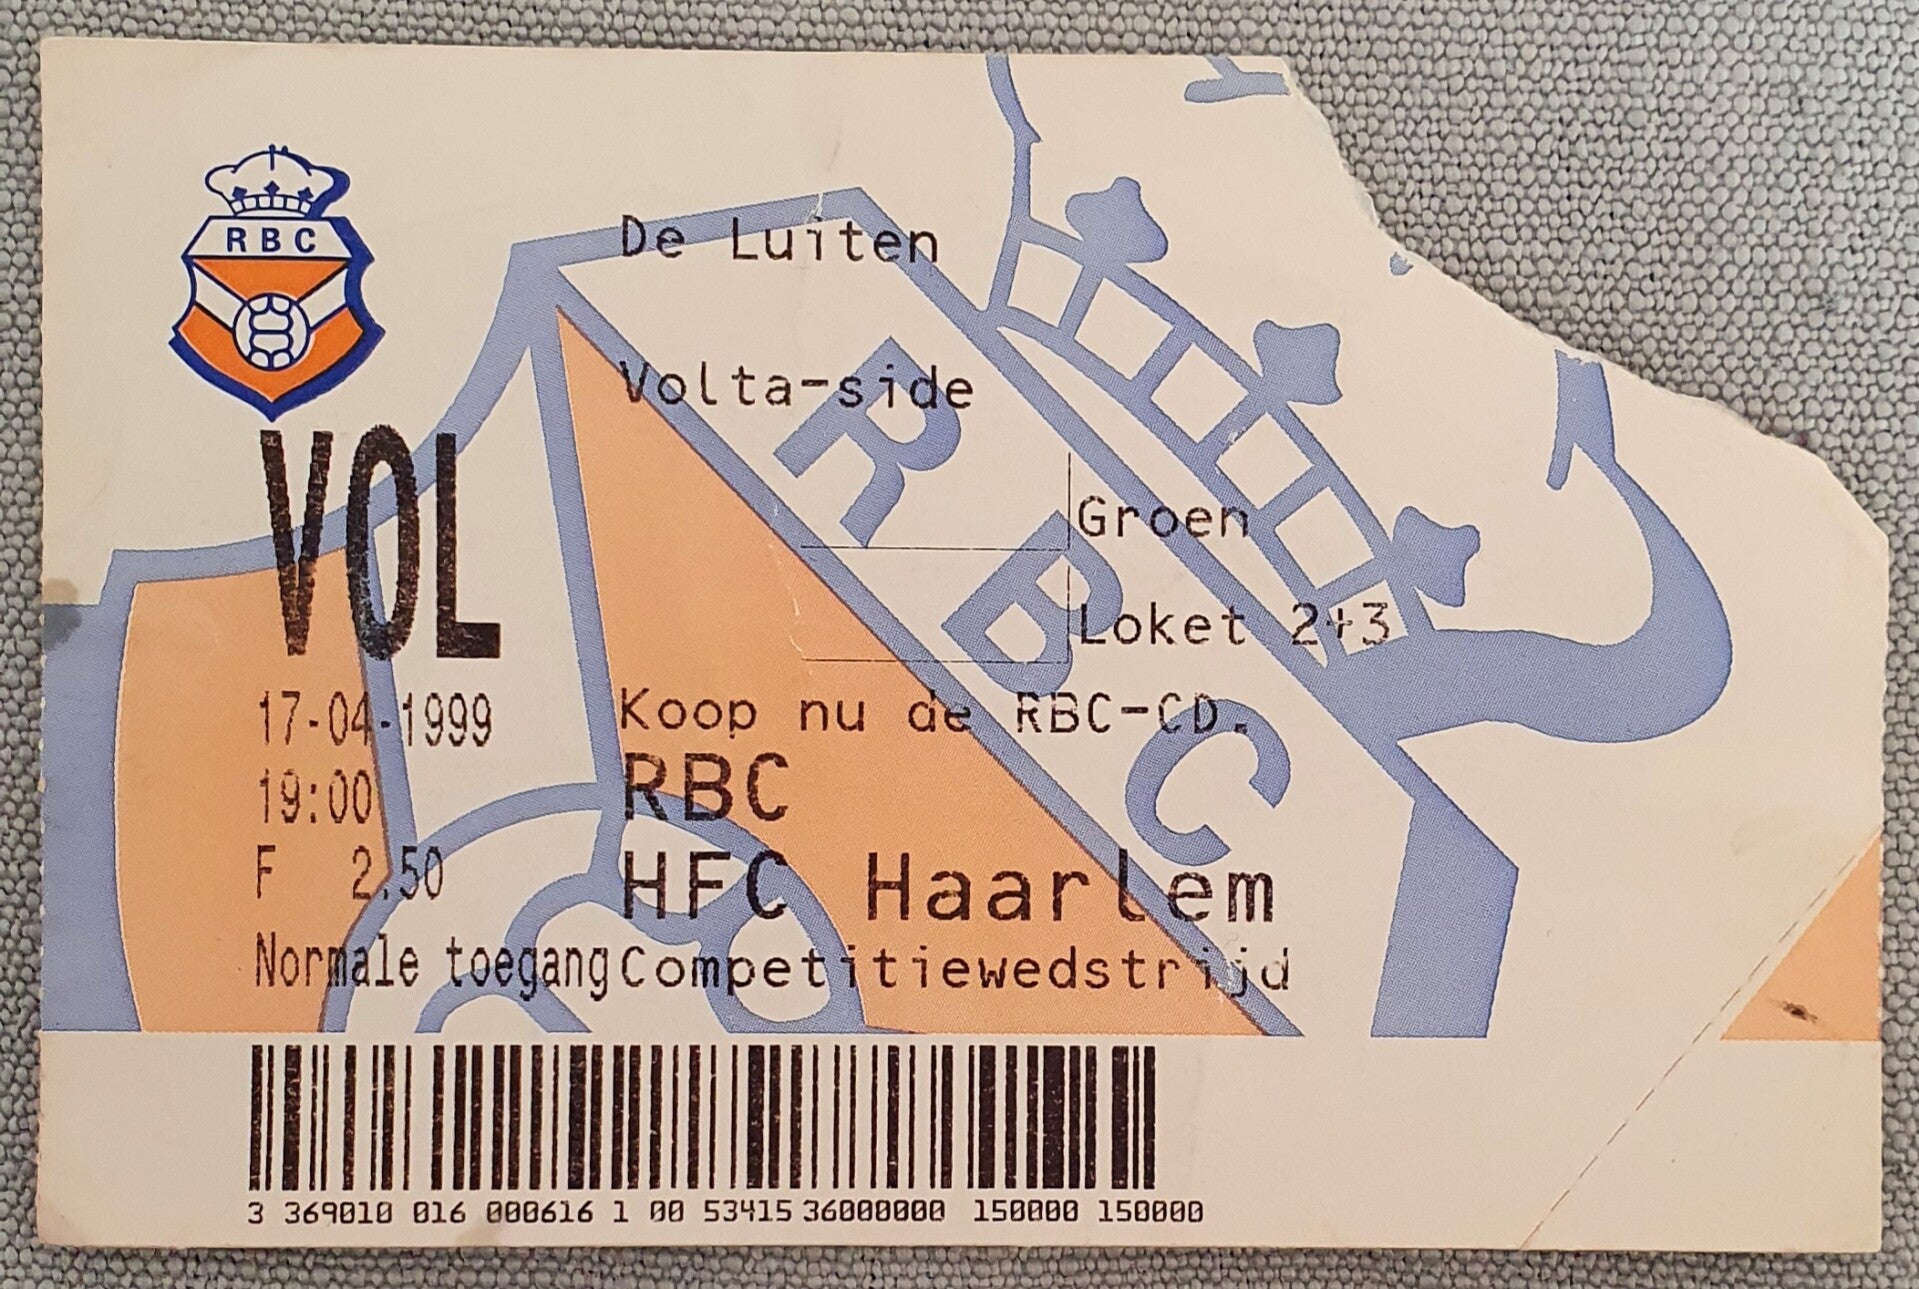 RBC
De Luiten
Volta-side
VOL
Groen
Loket 2+3
17-04-1999
Koop nu de RBC-CD.
19:00
RBC
F 2,50
HFC Haarlem
Normale toegang
Competitiewedstrijd
RBC
3 369010 016 000616 1 00 53415 36000000 150000 150000